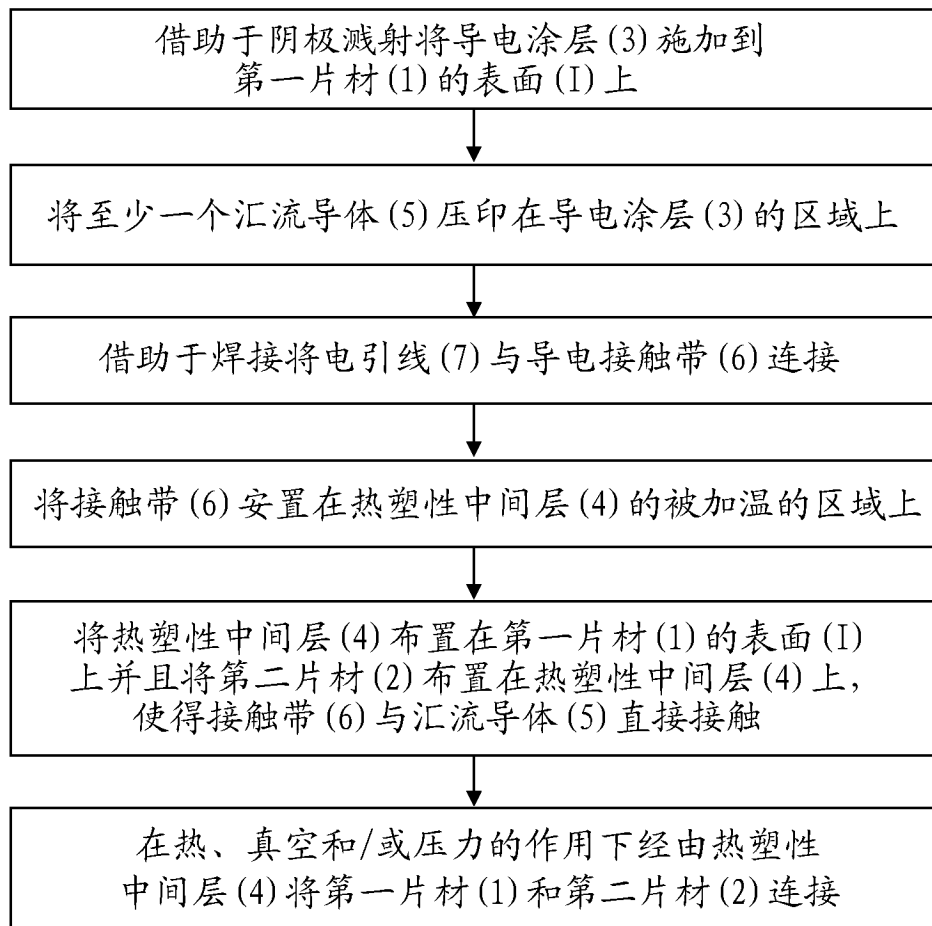 借助于阴极溅射将导电涂层(3)施加到
第一片材(1)的表面(I)上
将至少一个汇流导体(5)压印在导电涂层(3)的区域上
借助于焊接将电引线(7)与导电接触带(6)连接
将接触带(6)安置在热塑性中间层(4)的被加温的区域上
将热塑性中间层(4)布置在第一片材(1)的表面(I)
上并且将第二片材(2)布置在热塑性中间层(4)上,
使得接触带(6)与汇流导体(5)直接接触
在热、真空和/或压力的作用下经由热塑性
中间层(4)将第一片材(1)和第二片材(2)连接